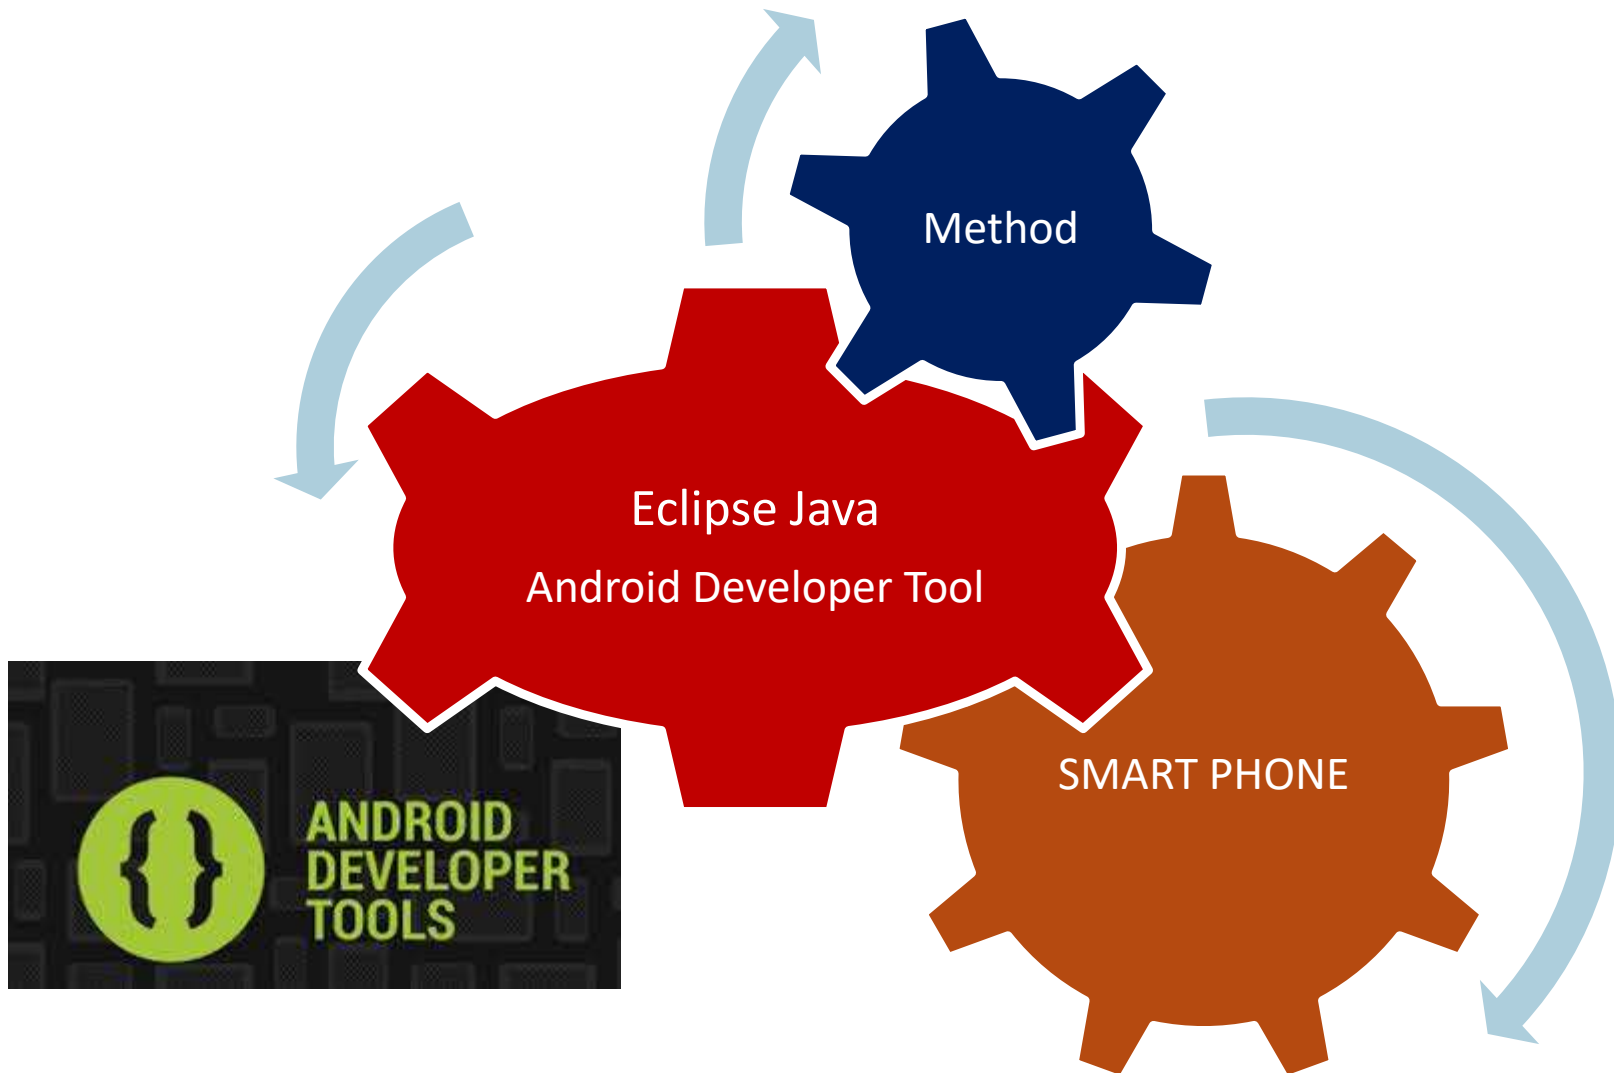 Method
Eclipse Java
Android Developer Tool
SMART PHONE
ANDROID
DEVELOPER
TOOLS